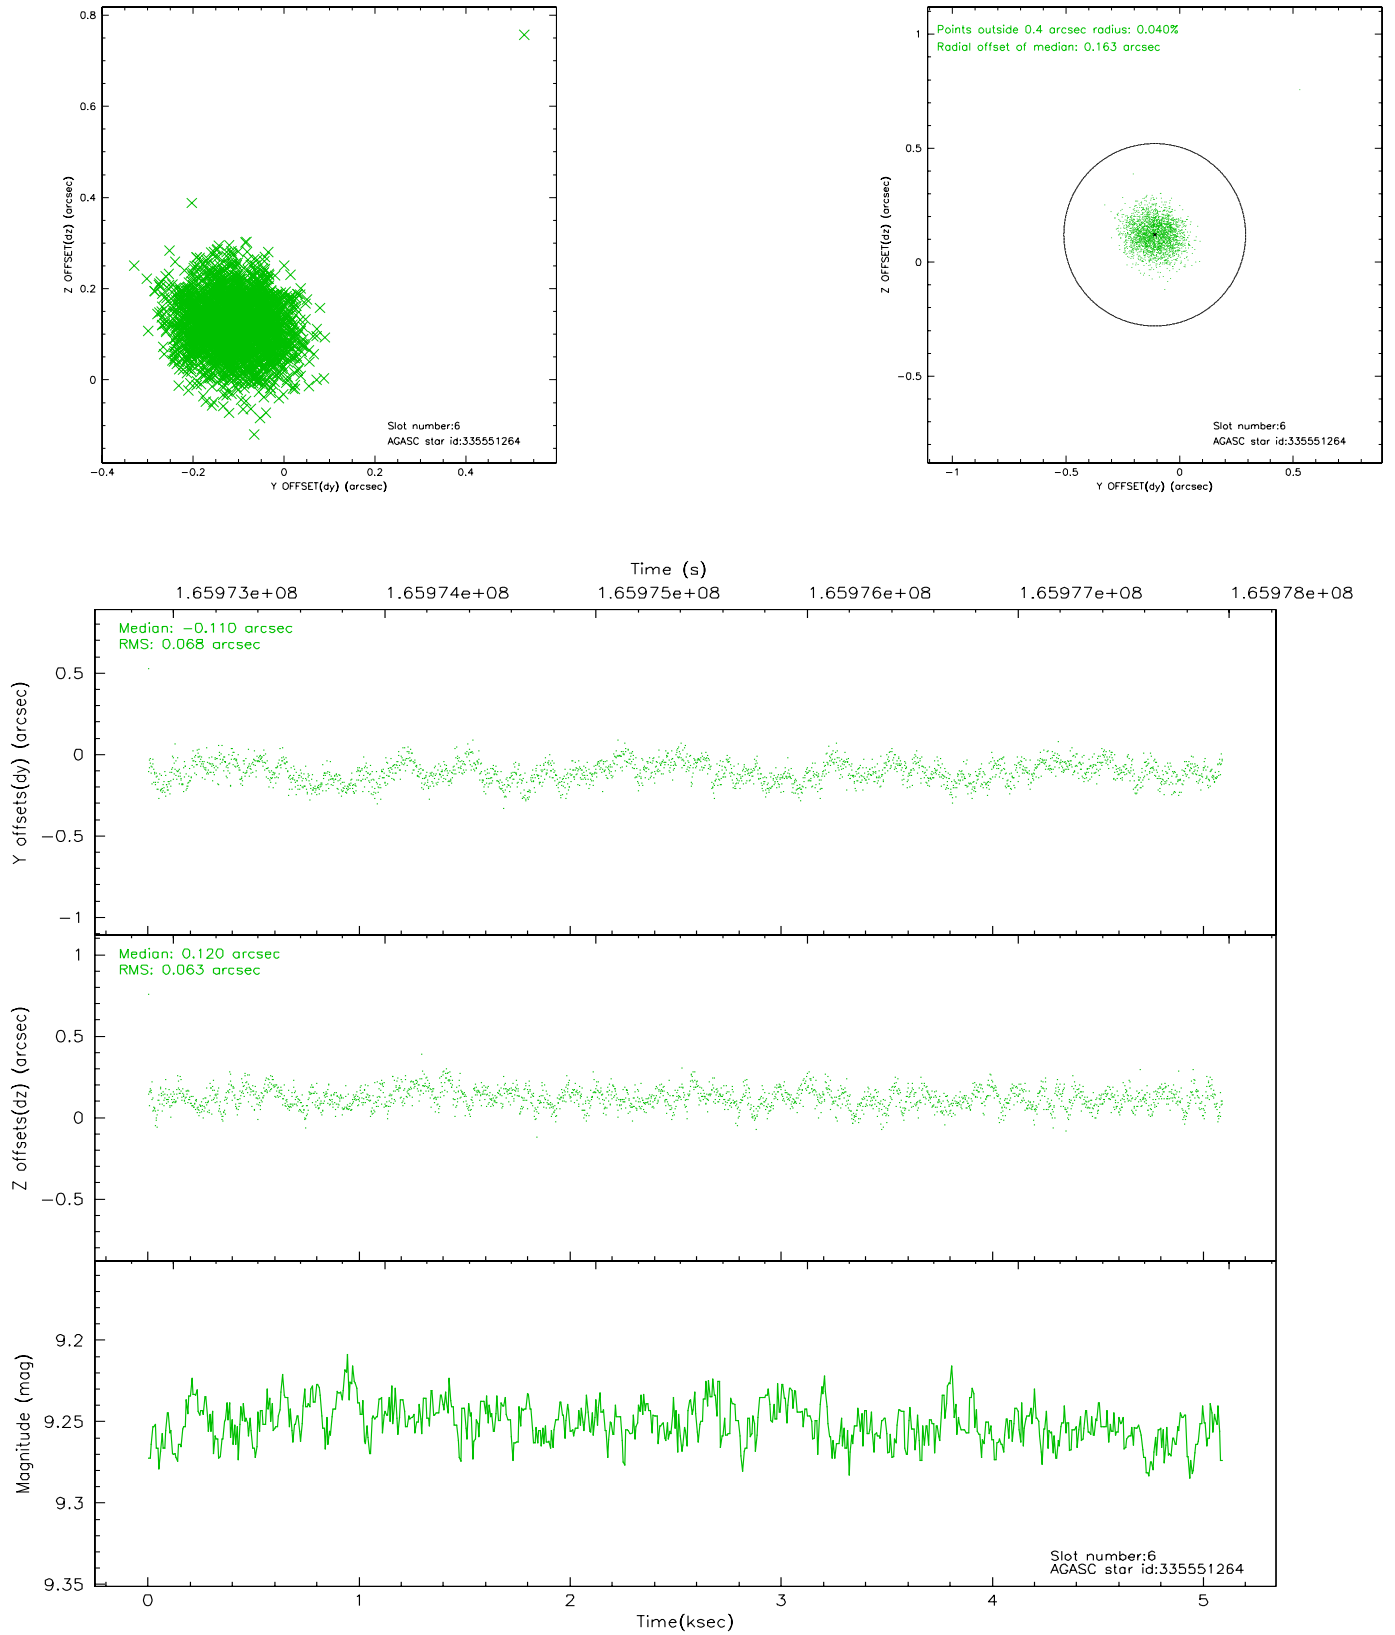 0.8
0.6
0.4
0.2
0
Z OFFSET(dz) (arcsec)
Slot number:6
AGASC star id:335551264
−0.4 −0.2 0 0.2 0.4
Y OFFSET(dy) (arcsec)
Points outside 0.4 arcsec radius: 0.040%
Radial offset of median: 0.163 arcsec
1
0.5
0
−0.5
Z OFFSET(dz) (arcsec)
Slot number:6
AGASC star id:335551264
−1 −0.5 0 0.5
Y OFFSET(dy) (arcsec)
Time (s)
1.65973e+08 1.65974e+08 1.65975e+08 1.65976e+08 1.65977e+08 1.65978e+08
Median: −0.110 arcsec
RMS: 0.068 arcsec
0.5
0
−0.5
−1
Y offsets(dy) (arcsec)
Median: 0.120 arcsec
RMS: 0.063 arcsec
1
0.5
0
−0.5
Z offsets(dz) (arcsec)
9.2
9.25
9.3
9.35
Magnitude (mag)
Slot number:6
AGASC star id:335551264
0 1 2 3 4 5
Time(ksec)